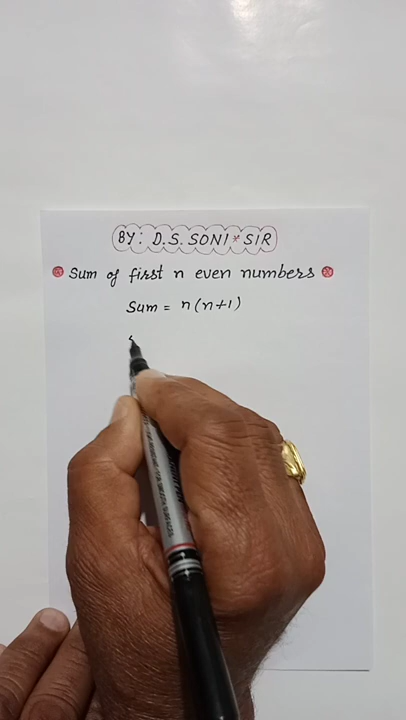 BY: D.S. SONI * SIR
Sum of first n even numbers
Sum = n(n+1)